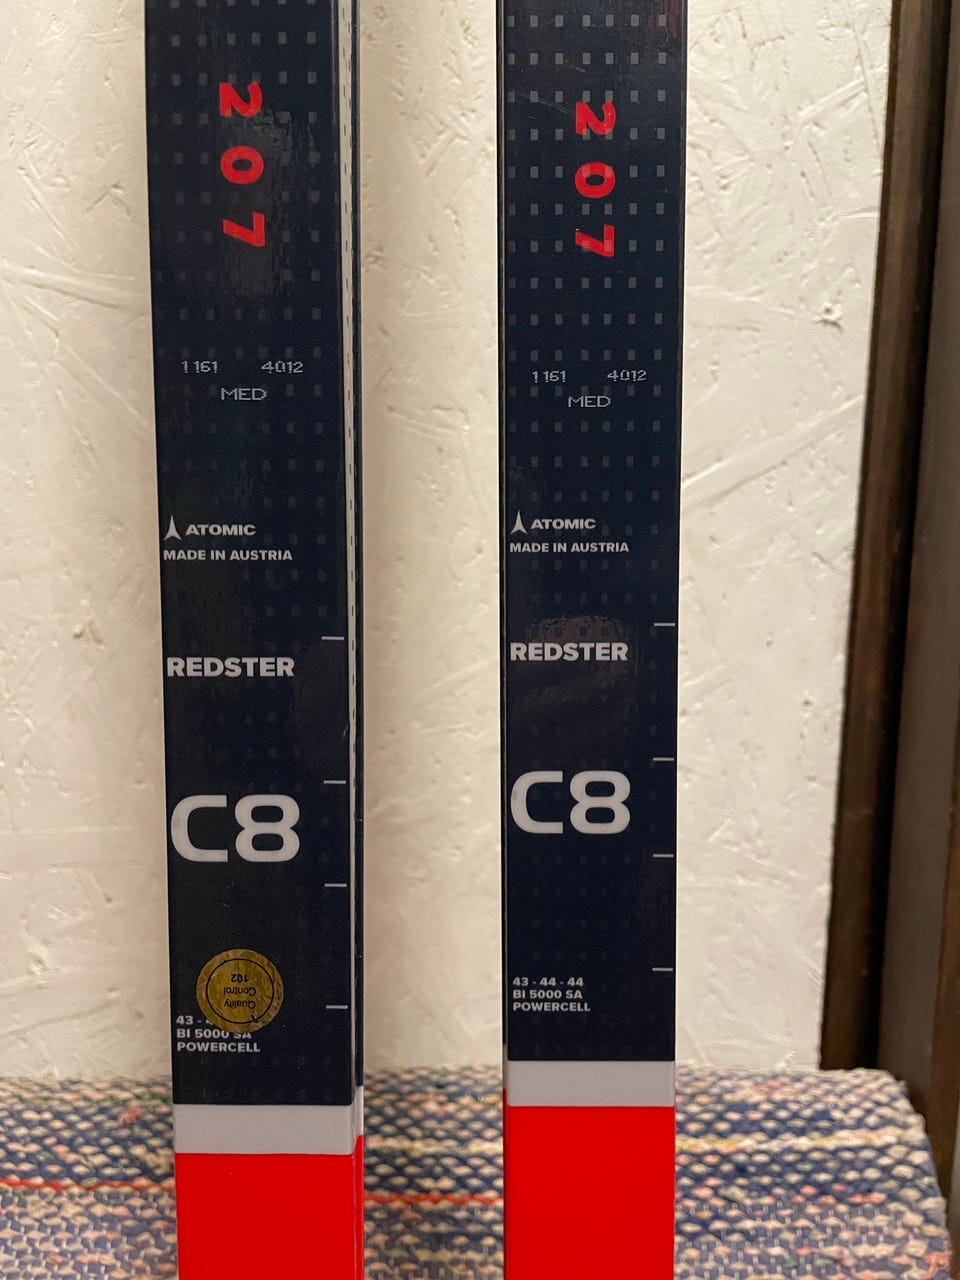 207
1161 4012
MED
ATOMIC
MADE IN AUSTRIA
REDSTER
C8
Quality
Control
102
43 -
BI 5000 SA
POWERCELL
207
1161 4012
MED
ATOMIC
MADE IN AUSTRIA
REDSTER
C8
43 - 44 - 44
BI 5000 SA
POWERCELL